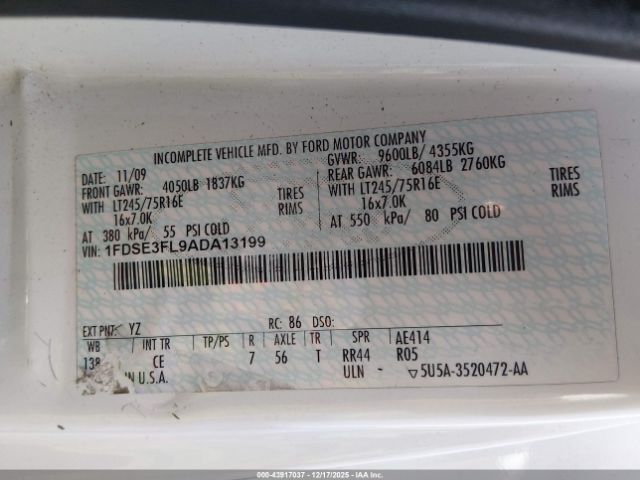 INCOMPLETE VEHICLE MFD. BY FORD MOTOR COMPANY
DATE: 11/09 GVWR: 9600LB/ 4355KG
FRONT GAWR: 4050LB 1837KG REAR GAWR: 6084LB 2760KG
WITH LT245/75R16E TIRES WITH LT245/75R16E TIRES
16x7.0K RIMS 16x7.0K RIMS
AT 380 kPa/ 55 PSI COLD AT 550 kPa/ 80 PSI COLD
VIN: 1FDSE3FL9ADA13199
EXT PNT: YZ RC: 86 DSO:
WB INT TR TP/PS R AXLE TR SPR AE414
138 CE 7 56 T RR44 R05
IN U.S.A. ULN - ▽5U5A-3520472-AA
000-43917037 - 12/17/2025 - IAAI.COM